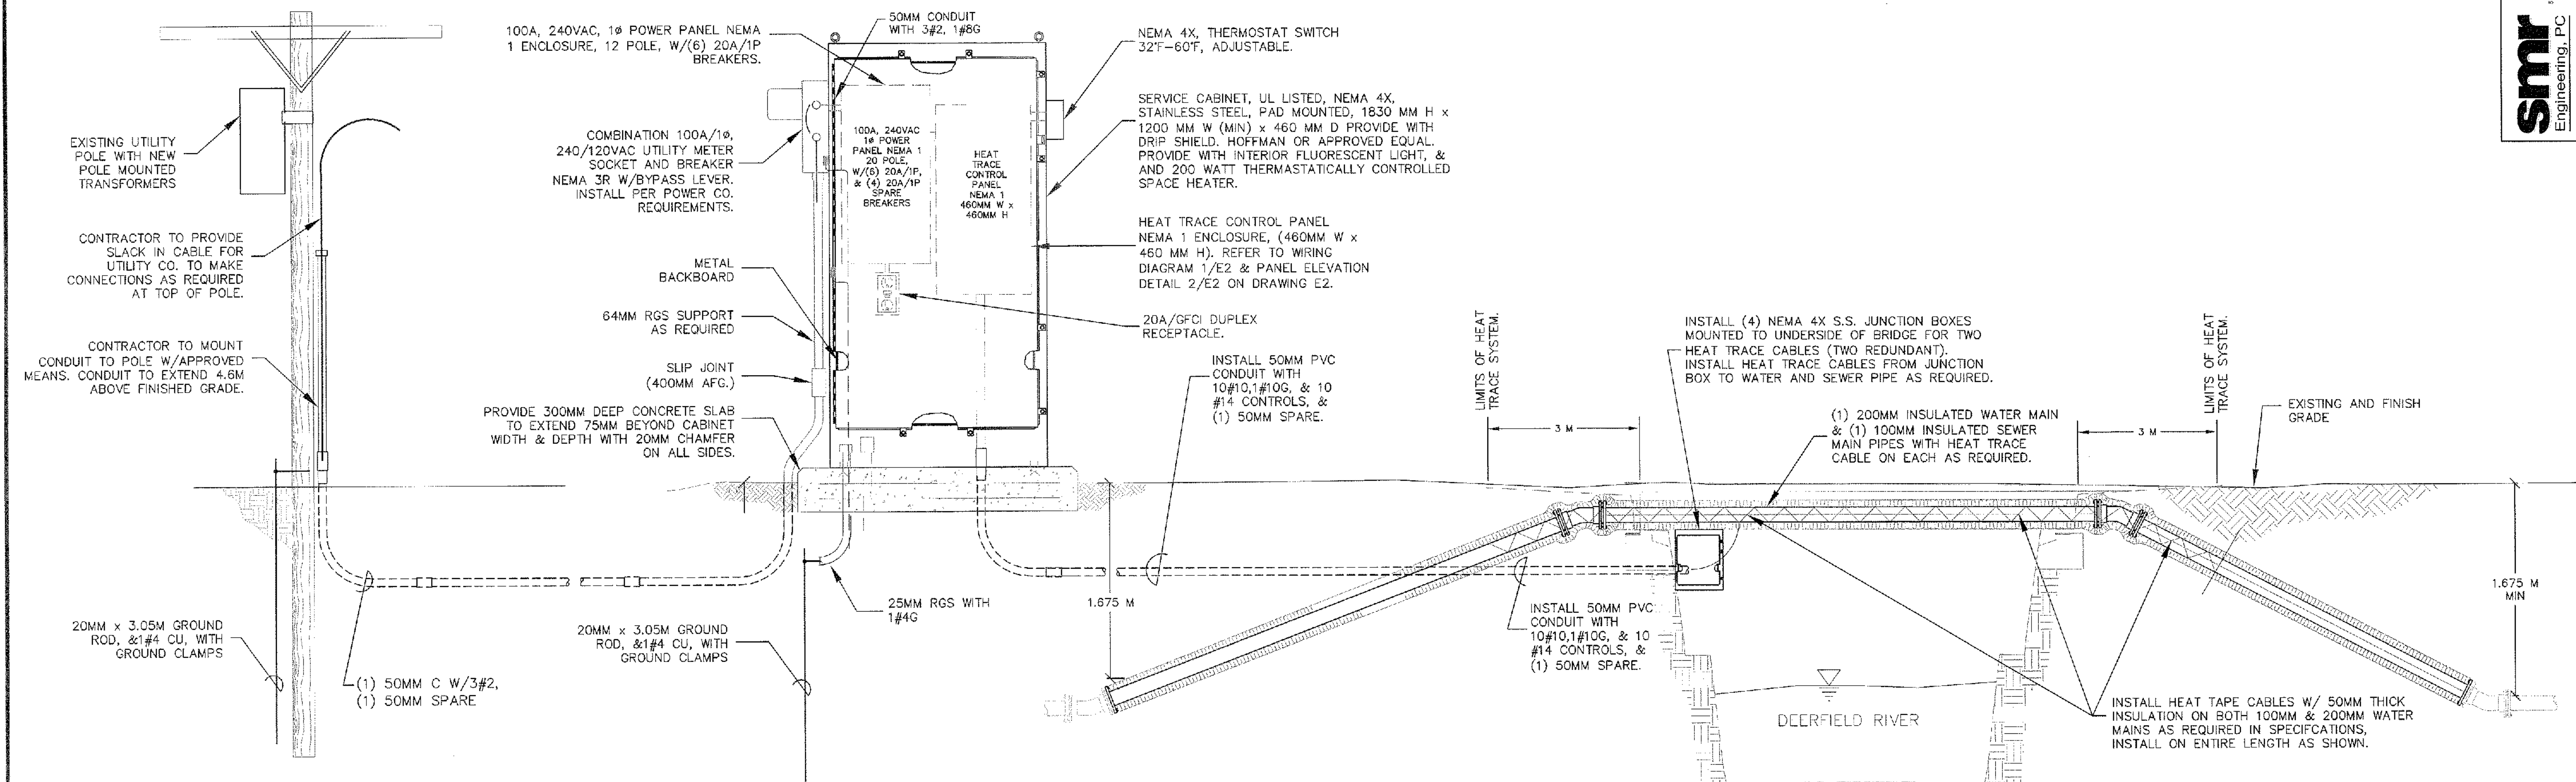 smr
Engineering, PC
EXISTING UTILITY
POLE WITH NEW
POLE MOUNTED
TRANSFORMERS
CONTRACTOR TO PROVIDE
SLACK IN CABLE FOR
UTILITY CO. TO MAKE
CONNECTIONS AS REQUIRED
AT TOP OF POLE.
CONTRACTOR TO MOUNT
CONDUIT TO POLE W/APPROVED
MEANS. CONDUIT TO EXTEND 4.6M
ABOVE FINISHED GRADE.
20MM x 3.05M GROUND
ROD, &1#4 CU, WITH
GROUND CLAMPS
(1) 50MM C W/3#2,
(1) 50MM SPARE
100A, 240VAC, 1ø POWER PANEL NEMA
1 ENCLOSURE, 12 POLE, W/(6) 20A/1P
BREAKERS.
50MM CONDUIT
WITH 3#2, 1#8G
COMBINATION 100A/1ø,
240/120VAC UTILITY METER
SOCKET AND BREAKER
NEMA 3R W/BYPASS LEVER.
INSTALL PER POWER CO.
REQUIREMENTS.
METAL
BACKBOARD
64MM RGS SUPPORT
AS REQUIRED
SLIP JOINT
(400MM AFG.)
PROVIDE 300MM DEEP CONCRETE SLAB
TO EXTEND 75MM BEYOND CABINET
WIDTH & DEPTH WITH 20MM CHAMFER
ON ALL SIDES.
20MM x 3.05M GROUND
ROD, &1#4 CU, WITH
GROUND CLAMPS
25MM RGS WITH
1#4G
100A, 240VAC
1ø POWER
PANEL NEMA 1
20 POLE,
W/(6) 20A/1P,
& (4) 20A/1P
SPARE
BREAKERS
HEAT
TRACE
CONTROL
PANEL
NEMA 1
460MM W x
460MM H
NEMA 4X, THERMOSTAT SWITCH
32°F-60°F, ADJUSTABLE.
SERVICE CABINET, UL LISTED, NEMA 4X,
STAINLESS STEEL, PAD MOUNTED, 1830 MM H x
1200 MM W (MIN) x 460 MM D PROVIDE WITH
DRIP SHIELD. HOFFMAN OR APPROVED EQUAL.
PROVIDE WITH INTERIOR FLUORESCENT LIGHT, &
AND 200 WATT THERMASTATICALLY CONTROLLED
SPACE HEATER.
HEAT TRACE CONTROL PANEL
NEMA 1 ENCLOSURE, (460MM W x
460 MM H). REFER TO WIRING
DIAGRAM 1/E2 & PANEL ELEVATION
DETAIL 2/E2 ON DRAWING E2.
20A/GFCI DUPLEX
RECEPTACLE.
INSTALL 50MM PVC
CONDUIT WITH
10#10,1#10G, & 10
#14 CONTROLS, &
(1) 50MM SPARE.
1.675 M
LIMITS OF HEAT
TRACE SYSTEM.
3 M
INSTALL (4) NEMA 4X S.S. JUNCTION BOXES
MOUNTED TO UNDERSIDE OF BRIDGE FOR TWO
HEAT TRACE CABLES (TWO REDUNDANT).
INSTALL HEAT TRACE CABLES FROM JUNCTION
BOX TO WATER AND SEWER PIPE AS REQUIRED.
(1) 200MM INSULATED WATER MAIN
& (1) 100MM INSULATED SEWER
MAIN PIPES WITH HEAT TRACE
CABLE ON EACH AS REQUIRED.
LIMITS OF HEAT
TRACE SYSTEM.
3 M
EXISTING AND FINISH
GRADE
INSTALL 50MM PVC
CONDUIT WITH
10#10,1#10G, & 10
#14 CONTROLS, &
(1) 50MM SPARE.
DEERFIELD RIVER
1.675 M
MIN
INSTALL HEAT TAPE CABLES W/ 50MM THICK
INSULATION ON BOTH 100MM & 200MM WATER
MAINS AS REQUIRED IN SPECIFCATIONS,
INSTALL ON ENTIRE LENGTH AS SHOWN.